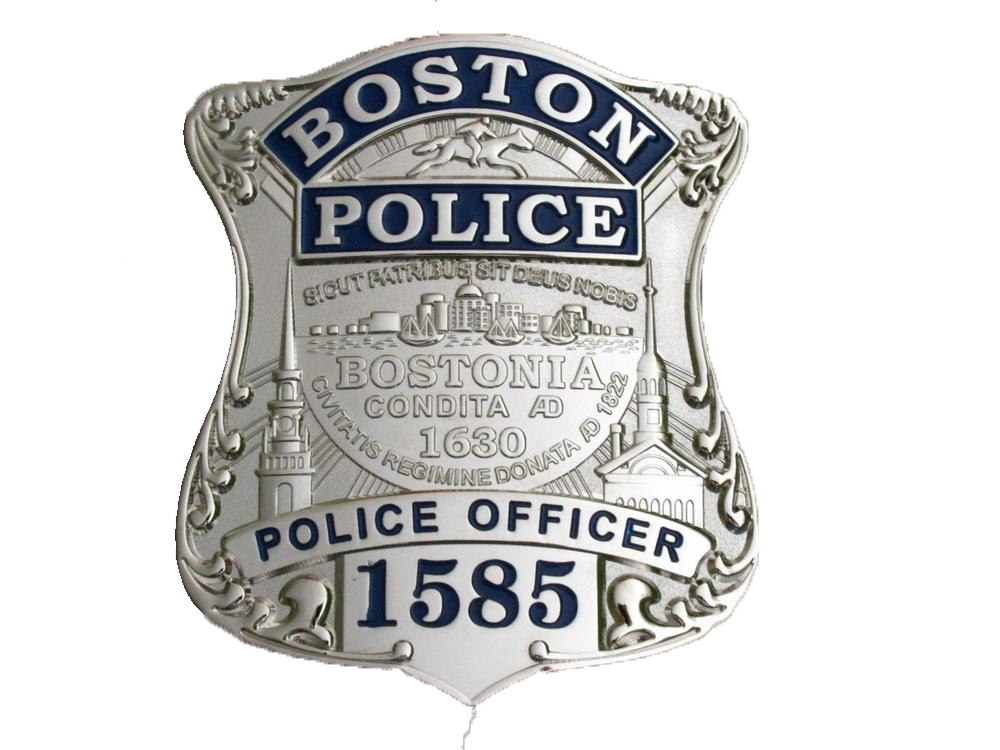 BOSTON
POLICE
SICUT PATRIBUS SIT DEUS NOBIS
BOSTONIA
CONDITA AD
1630
CIVITATIS REGIMINE DONATA AD 1822
POLICE OFFICER
1585